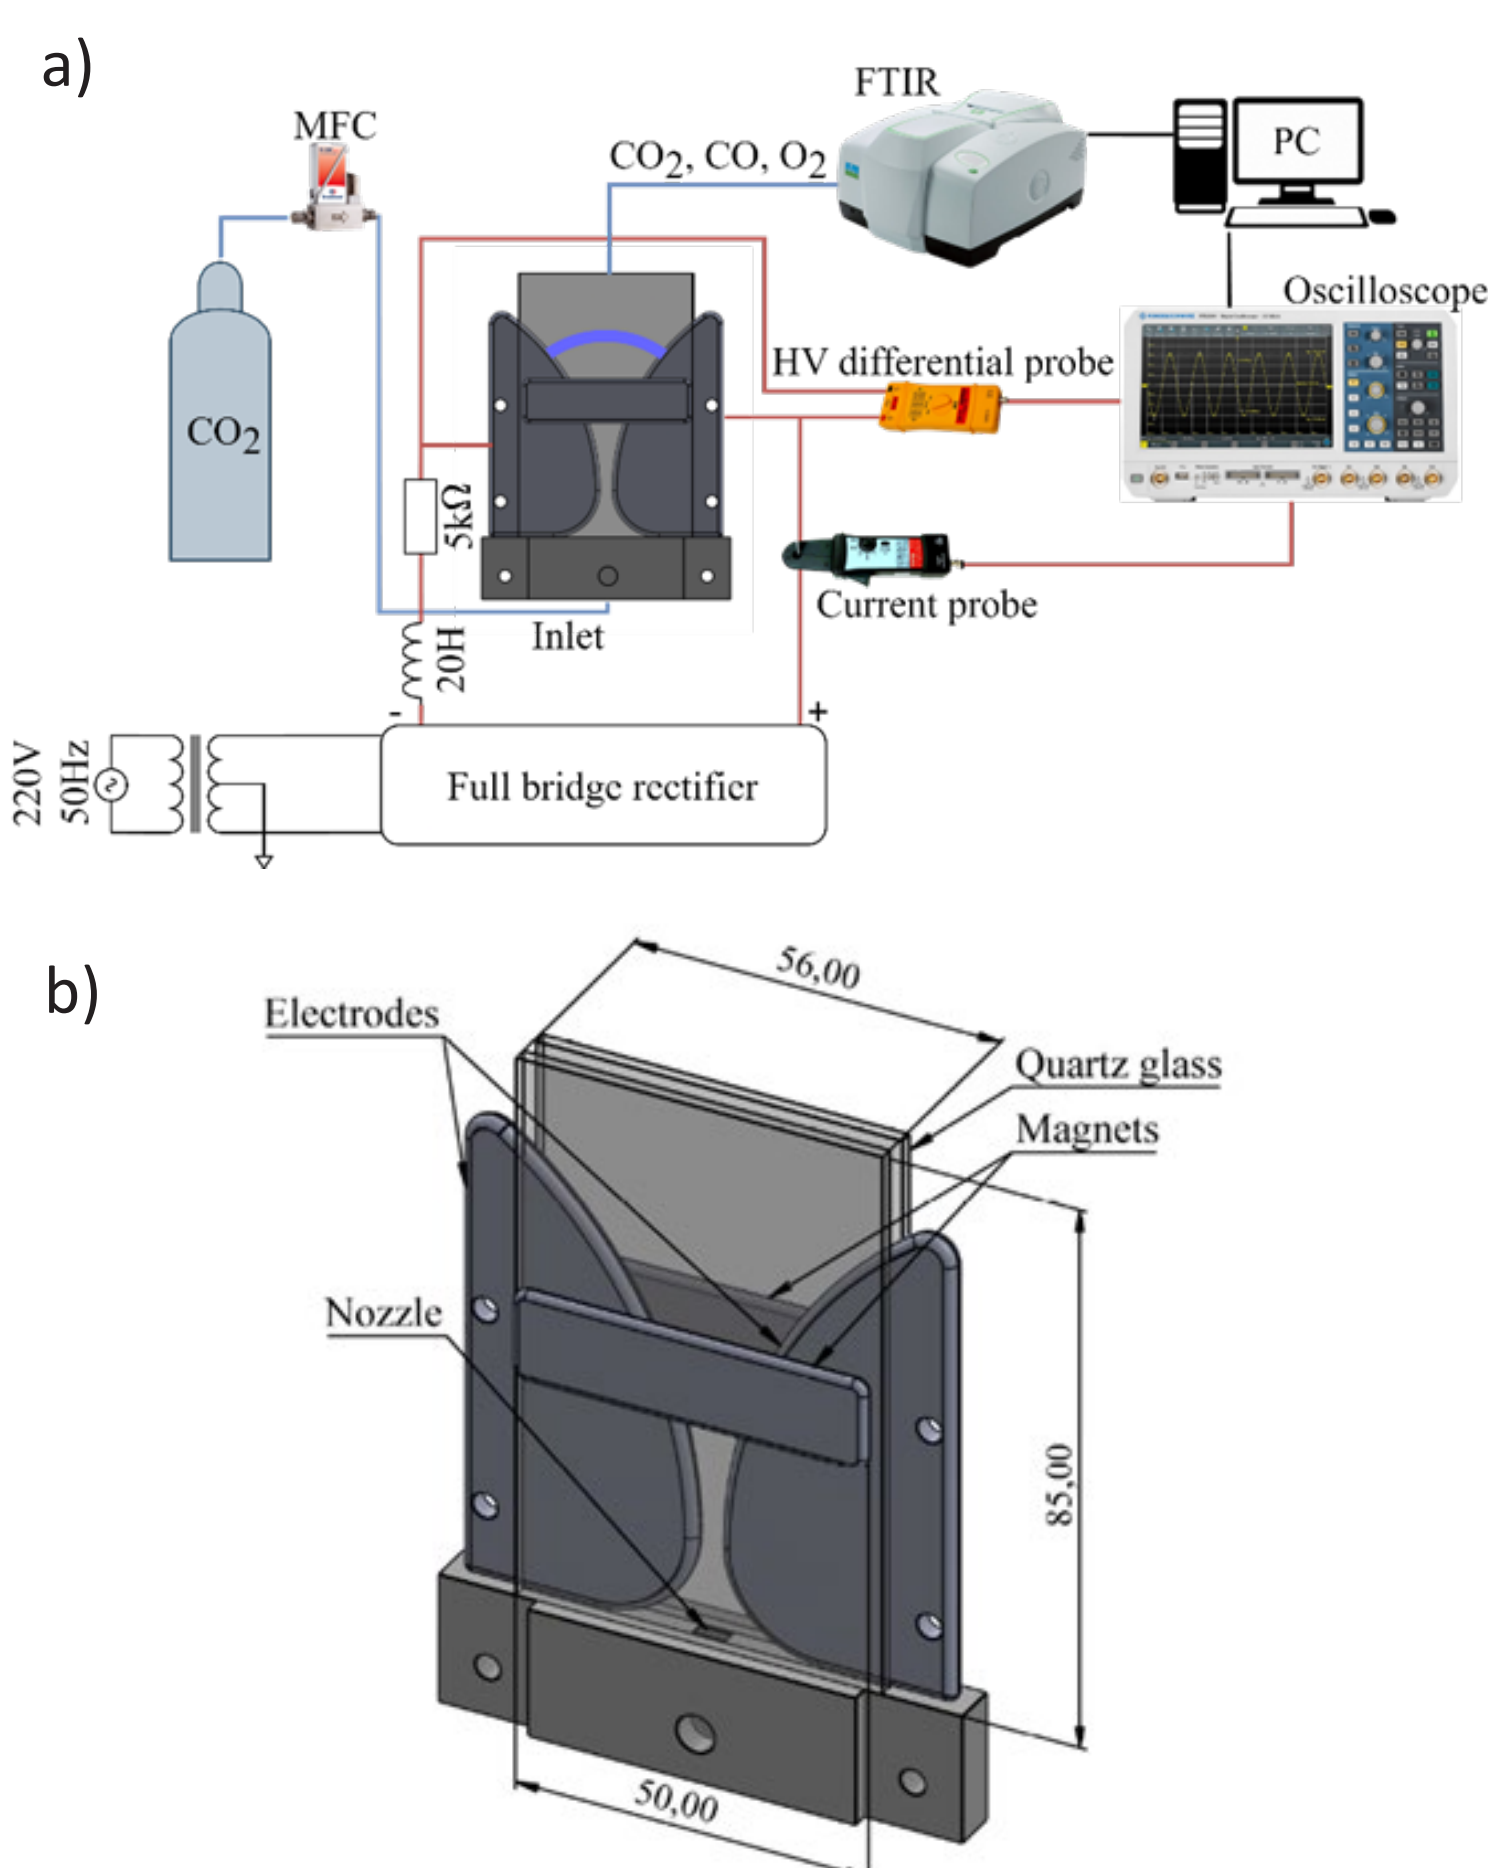 a)
MFC
FTIR
CO2, CO, O2
PC
Oscilloscope
HV differential probe
CO2
5kΩ
Current probe
Inlet
20H
-
+
220V
50Hz
Full bridge rectifier
b)
56,00
Electrodes
Quartz glass
Magnets
Nozzle
85,00
50,00